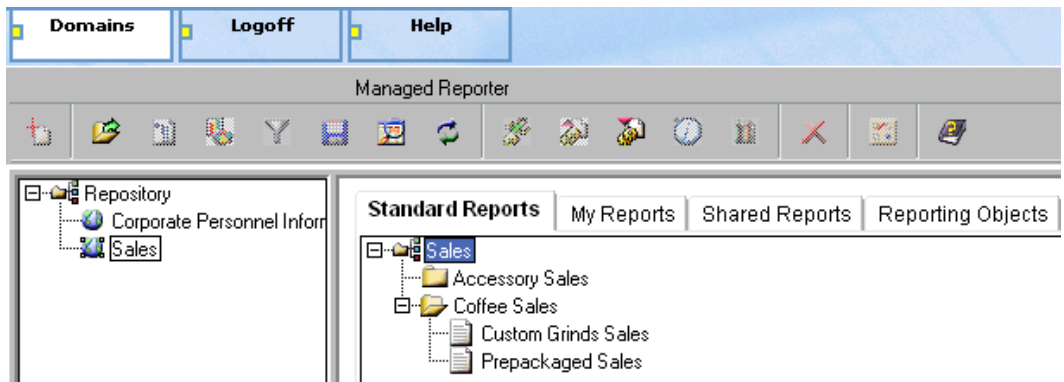 Domains Logoff Help
Managed Reporter
Repository
Corporate Personnel Inforr
Sales
Standard Reports My Reports Shared Reports Reporting Objects
Sales
Accessory Sales
Coffee Sales
Custom Grinds Sales
Prepackaged Sales